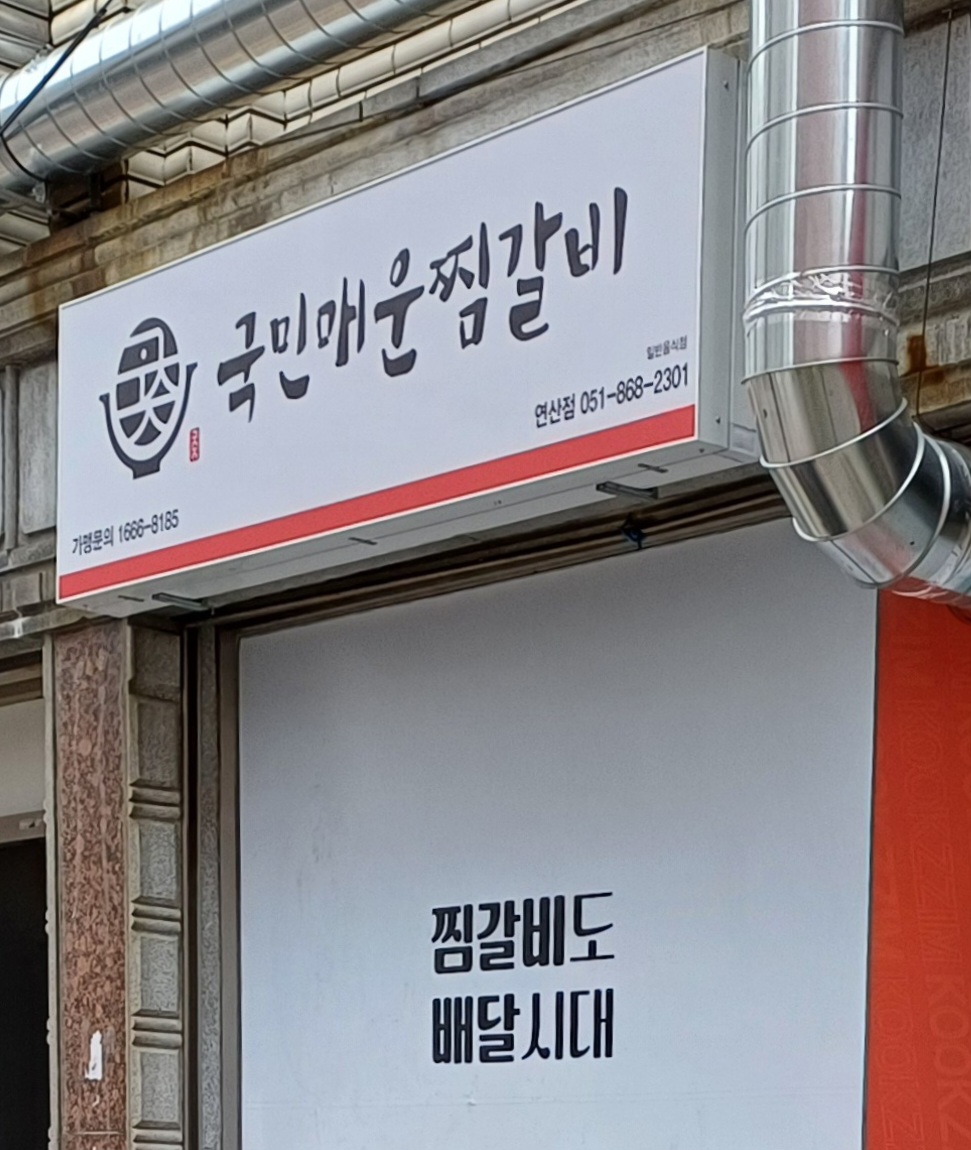 국민매운찜갈비
일반음식점
연산점 051-868-2301
가맹문의 1666-8185
찜갈비도
배달시대